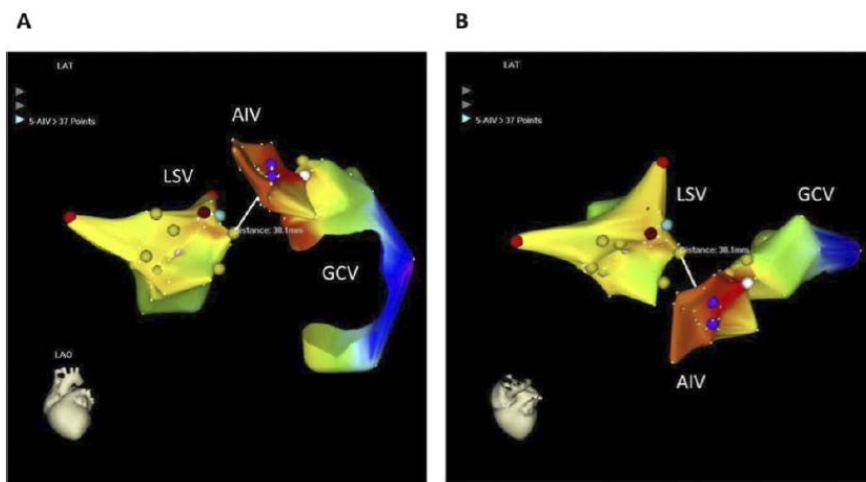 A
B
LAT
5-AIV > 37 Points
AIV
LSV
Distance: 38.1mm
GCV
LAO
LAT
5-AIV > 37 Points
LSV
GCV
Distance: 38.1mm
AIV